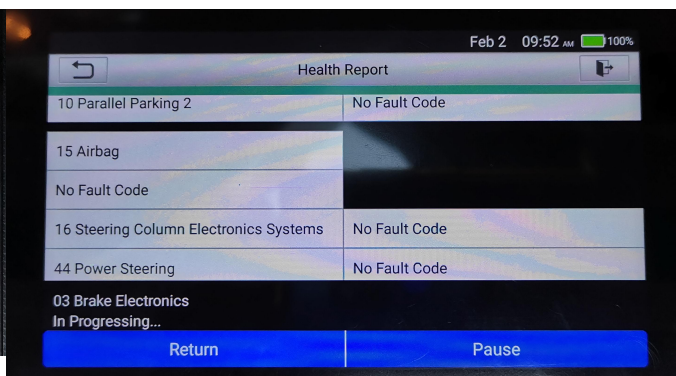 Feb 2 09:52 AM 100%
Health Report
10 Parallel Parking 2 No Fault Code
15 Airbag
No Fault Code
16 Steering Column Electronics Systems No Fault Code
44 Power Steering No Fault Code
03 Brake Electronics
In Progressing...
Return Pause